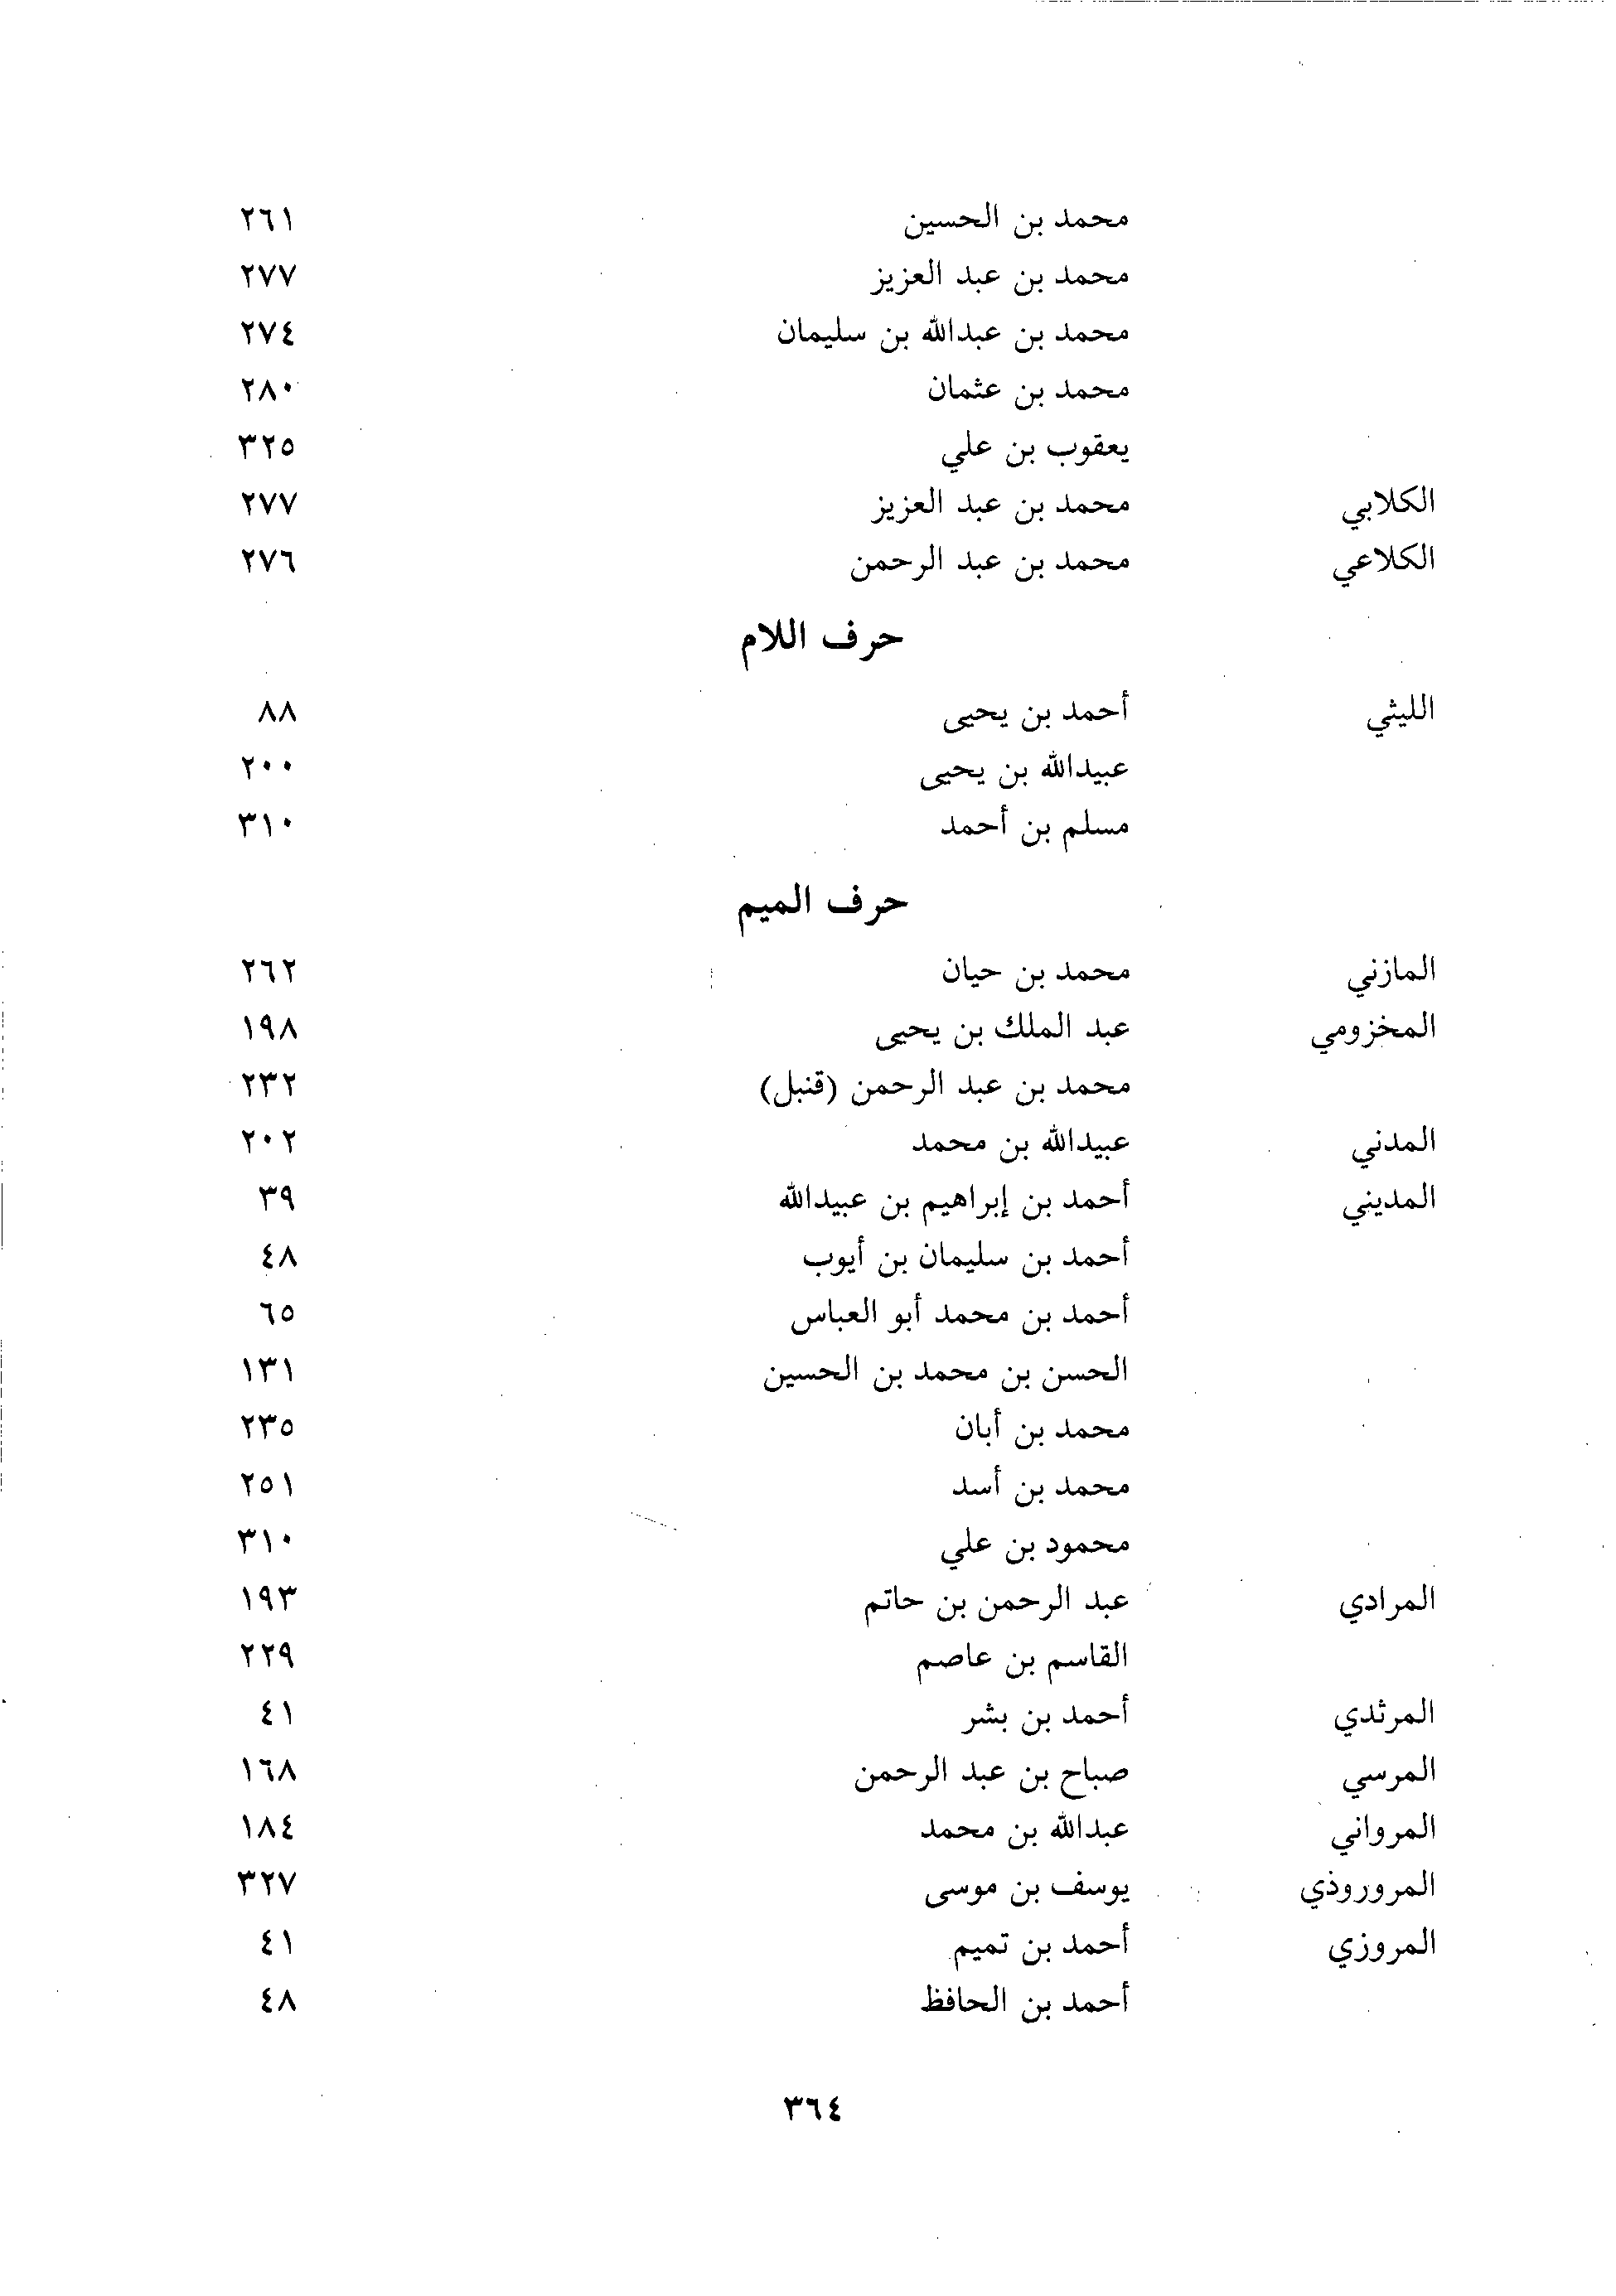 محمد بن الحسين ٢٦١
محمد بن عبد العزيز ٢٧٧
محمد بن عبدالله بن سليمان ٢٧٤
محمد بن عثمان ٢٨٠
يعقوب بن علي ٣٢٥
الكلابي محمد بن عبد العزيز ٢٧٧
الكلاعي محمد بن عبد الرحمن ٢٧٦
حرف اللام
الليثي أحمد بن يحيى ٨٨
عبيدالله بن يحيى ٢٠٠
مسلم بن أحمد ٣١٠
حرف الميم
المازني محمد بن حيان ٢٦٢
المخزومي عبد الملك بن يحيى ١٩٨
محمد بن عبد الرحمن (قنبل) ٢٣٢
المدني عبيدالله بن محمد ٢٠٢
المديني أحمد بن إبراهيم بن عبيدالله ٣٩
أحمد بن سليمان بن أيوب ٤٨
أحمد بن محمد أبو العباس ٦٥
الحسن بن محمد بن الحسين ١٣١
محمد بن أبان ٢٣٥
محمد بن أسد ٢٥١
محمود بن علي ٣١٠
المرادي عبد الرحمن بن حاتم ١٩٣
القاسم بن عاصم ٢٢٩
المرثدي أحمد بن بشر ٤١
المرسي صباح بن عبد الرحمن ١٦٨
المرواني عبدالله بن محمد ١٨٤
المروروذي يوسف بن موسى ٣٢٧
المروزي أحمد بن تميم ٤١
أحمد بن الحافظ ٤٨
٣٦٤